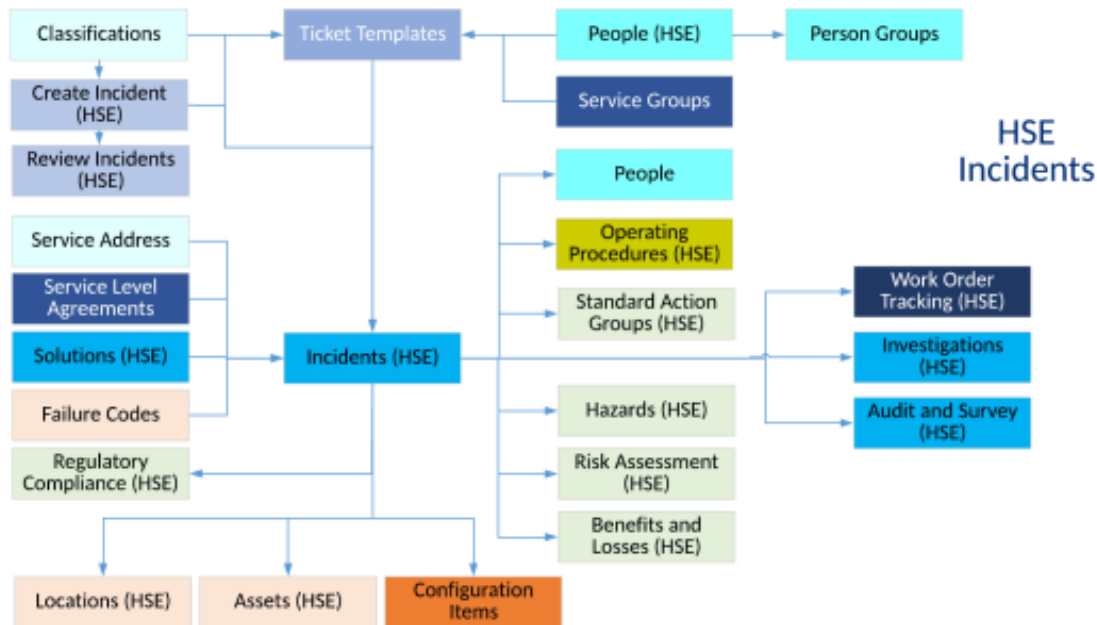 Classifications
Ticket Templates
People (HSE)
Person Groups
Create Incident
(HSE)
Service Groups
HSE
Incidents
Review Incidents
(HSE)
People
Service Address
Operating
Procedures (HSE)
Service Level
Agreements
Standard Action
Groups (HSE)
Work Order
Tracking (HSE)
Solutions (HSE)
Incidents (HSE)
Investigations
(HSE)
Failure Codes
Hazards (HSE)
Audit and Survey
(HSE)
Regulatory
Compliance (HSE)
Risk Assessment
(HSE)
Benefits and
Losses (HSE)
Locations (HSE)
Assets (HSE)
Configuration
Items